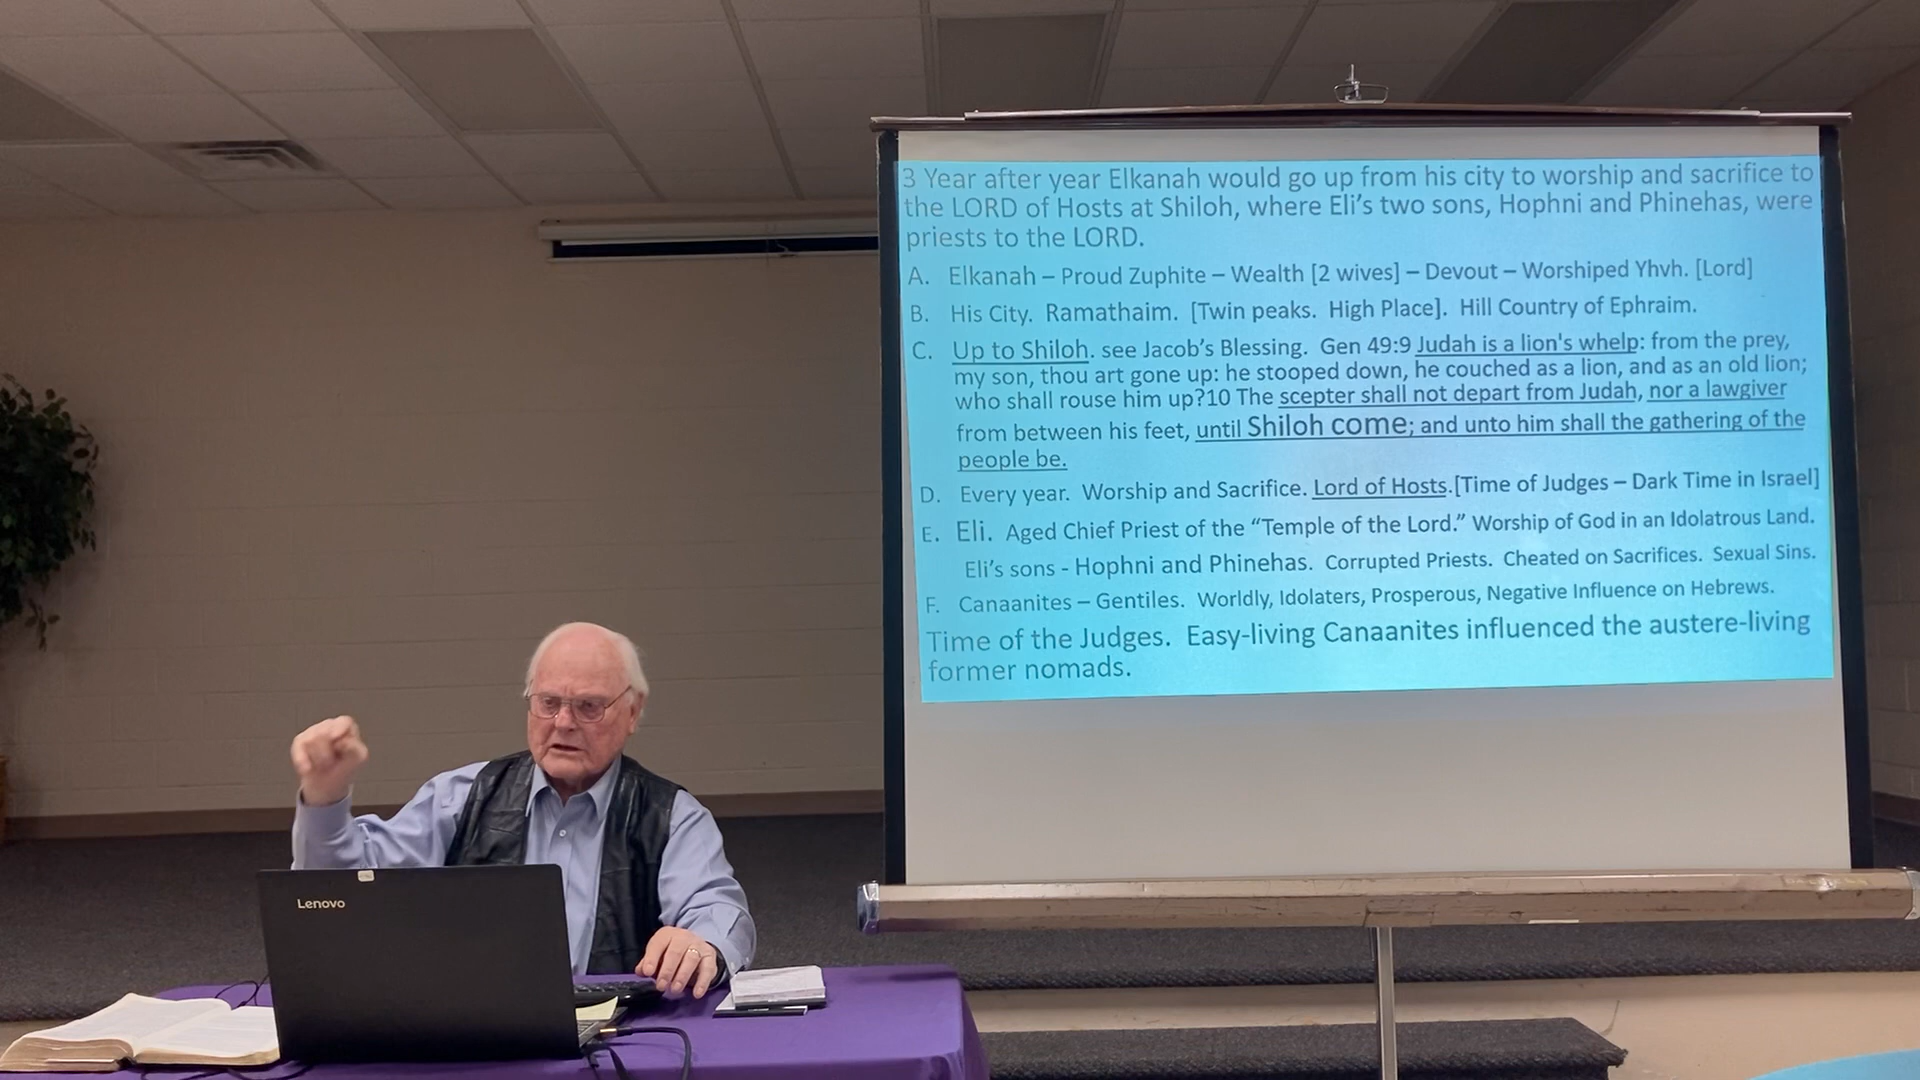 3 Year after year Elkanah would go up from his city to worship and sacrifice to
the LORD of Hosts at Shiloh, where Eli’s two sons, Hophni and Phinehas, were
priests to the LORD.
A. Elkanah – Proud Zuphite – Wealth [2 wives] – Devout – Worshiped Yhvh. [Lord]
B. His City. Ramathaim. [Twin peaks. High Place]. Hill Country of Ephraim.
C. Up to Shiloh. see Jacob’s Blessing. Gen 49:9 Judah is a lion's whelp: from the prey,
my son, thou art gone up: he stooped down, he couched as a lion, and as an old lion;
who shall rouse him up?10 The scepter shall not depart from Judah, nor a lawgiver
from between his feet, until Shiloh come; and unto him shall the gathering of the
people be.
D. Every year. Worship and Sacrifice. Lord of Hosts.[Time of Judges – Dark Time in Israel]
E. Eli. Aged Chief Priest of the “Temple of the Lord.” Worship of God in an Idolatrous Land.
Eli’s sons - Hophni and Phinehas. Corrupted Priests. Cheated on Sacrifices. Sexual Sins.
F. Canaanites – Gentiles. Worldly, Idolaters, Prosperous, Negative Influence on Hebrews.
Time of the Judges. Easy-living Canaanites influenced the austere-living
former nomads.
Lenovo